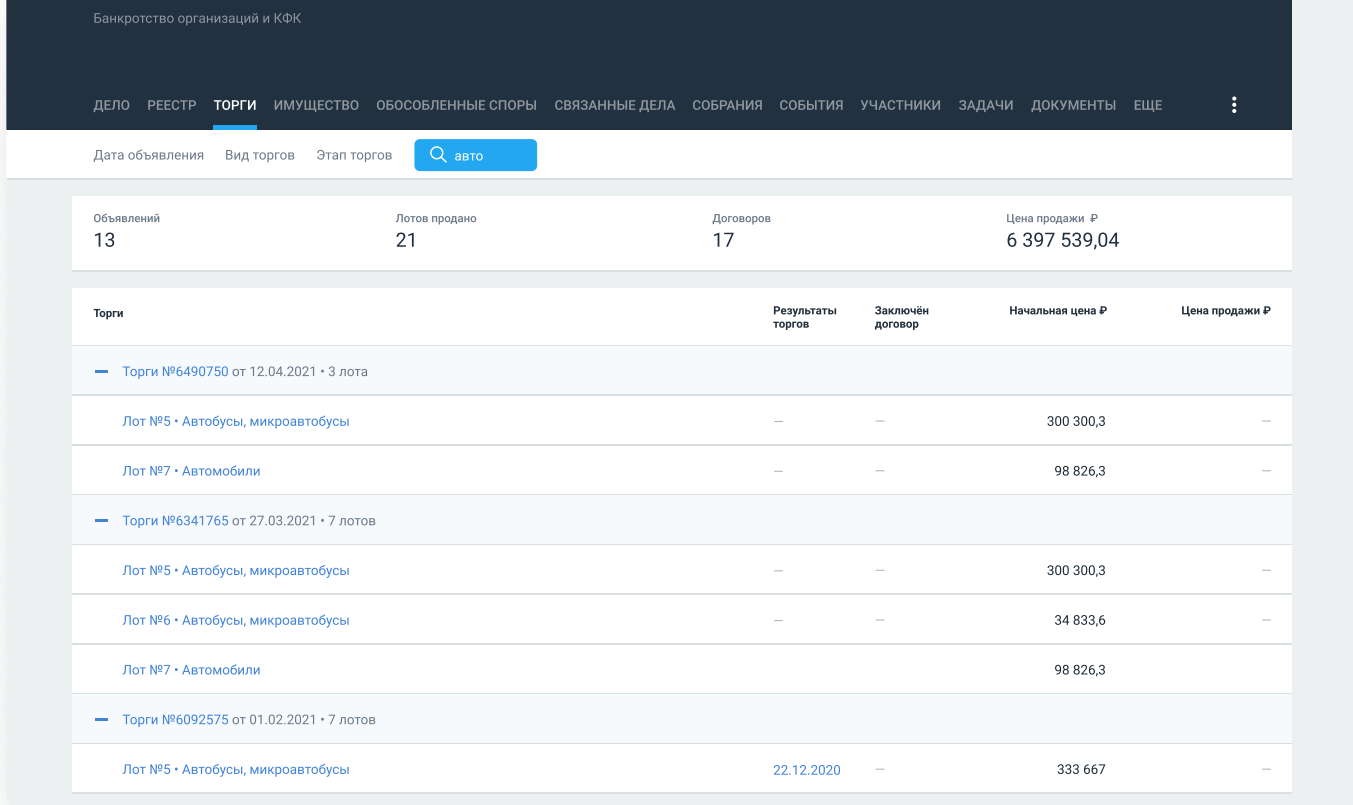 Банкротство организаций и КФК
ДЕЛО РЕЕСТР ТОРГИ ИМУЩЕСТВО ОБОСОБЛЕННЫЕ СПОРЫ СВЯЗАННЫЕ ДЕЛА СОБРАНИЯ СОБЫТИЯ УЧАСТНИКИ ЗАДАЧИ ДОКУМЕНТЫ ЕЩЕ
Дата объявления Вид торгов Этап торгов авто
Объявлений Лотов продано Договоров Цена продажи ₽
13 21 17 6 397 539,04
Торги Результаты торгов Заключён договор Начальная цена ₽ Цена продажи ₽
Торги №6490750 от 12.04.2021 • 3 лота
Лот №5 • Автобусы, микроавтобусы — — 300 300,3 —
Лот №7 • Автомобили — — 98 826,3 —
Торги №6341765 от 27.03.2021 • 7 лотов
Лот №5 • Автобусы, микроавтобусы — — 300 300,3 —
Лот №6 • Автобусы, микроавтобусы — — 34 833,6 —
Лот №7 • Автомобили 98 826,3
Торги №6092575 от 01.02.2021 • 7 лотов
Лот №5 • Автобусы, микроавтобусы 22.12.2020 — 333 667 —